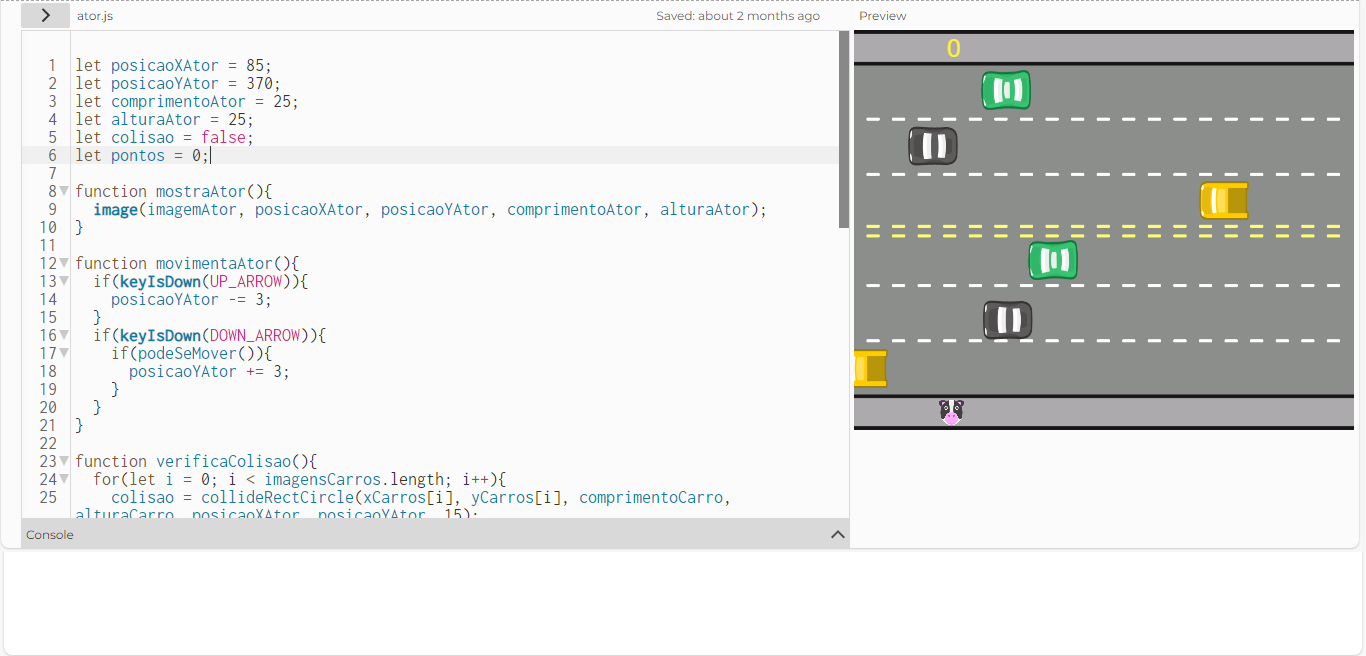 ator.js
Saved: about 2 months ago
Preview
1 let posicaoXAtor = 85;
2 let posicaoYAtor = 370;
3 let comprimentoAtor = 25;
4 let alturaAtor = 25;
5 let colisao = false;
6 let pontos = 0;
7
8 function mostraAtor(){
9 image(imagemAtor, posicaoXAtor, posicaoYAtor, comprimentoAtor, alturaAtor);
10 }
11
12 function movimentaAtor(){
13 if(keyIsDown(UP_ARROW)){
14 posicaoYAtor -= 3;
15 }
16 if(keyIsDown(DOWN_ARROW)){
17 if(podeSeMover()){
18 posicaoYAtor += 3;
19 }
20 }
21 }
22
23 function verificaColisao(){
24 for(let i = 0; i < imagensCarros.length; i++){
25 colisao = collideRectCircle(xCarros[i], yCarros[i], comprimentoCarro,
alturaCarro, posicaoXAtor, posicaoYAtor, 15);
Console
0